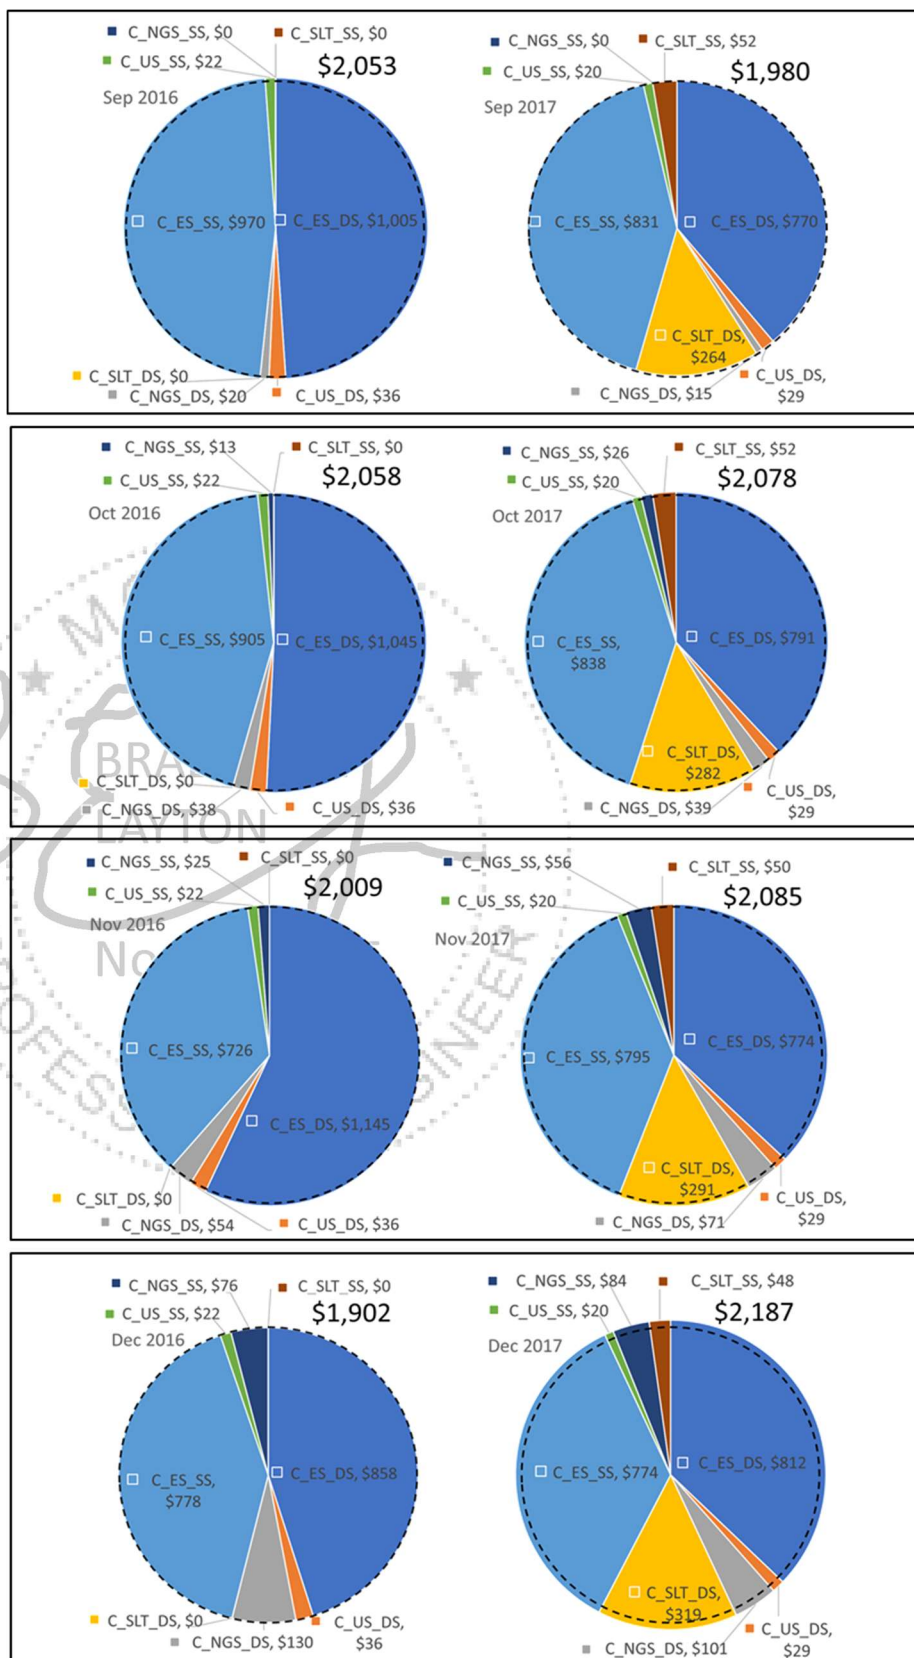 C_NGS_SS, $0
C_SLT_SS, $0
C_US_SS, $22
$2,053
Sep 2016
C_ES_SS, $970
C_ES_DS, $1,005
C_SLT_DS, $0
C_NGS_DS, $20
C_US_DS, $36
C_NGS_SS, $0
C_SLT_SS, $52
C_US_SS, $20
$1,980
Sep 2017
C_ES_SS, $831
C_ES_DS, $770
C_SLT_DS,
$264
C_NGS_DS, $15
C_US_DS,
$29
C_NGS_SS, $13
C_SLT_SS, $0
C_US_SS, $22
$2,058
Oct 2016
C_ES_SS, $905
C_ES_DS, $1,045
C_SLT_DS, $0
C_NGS_DS, $38
C_US_DS, $36
C_NGS_SS, $26
C_SLT_SS, $52
C_US_SS, $20
$2,078
Oct 2017
C_ES_SS,
$838
C_ES_DS, $791
C_SLT_DS,
$282
C_NGS_DS, $39
C_US_DS,
$29
LAYTON
C_NGS_SS, $25
C_SLT_SS, $0
C_US_SS, $22
$2,009
Nov 2016
C_ES_SS, $726
C_ES_DS, $1,145
C_SLT_DS, $0
C_NGS_DS, $54
C_US_DS, $36
C_NGS_SS, $56
C_SLT_SS, $50
C_US_SS, $20
$2,085
Nov 2017
C_ES_SS, $795
C_ES_DS, $774
C_SLT_DS,
$291
C_NGS_DS, $71
C_US_DS,
$29
C_NGS_SS, $76
C_SLT_SS, $0
C_US_SS, $22
$1,902
Dec 2016
C_ES_SS,
$778
C_ES_DS, $858
C_SLT_DS, $0
C_NGS_DS, $130
C_US_DS,
$36
C_NGS_SS, $84
C_SLT_SS, $48
C_US_SS, $20
$2,187
Dec 2017
C_ES_SS, $774
C_ES_DS, $812
C_SLT_DS,
$319
C_NGS_DS, $101
C_US_DS,
$29